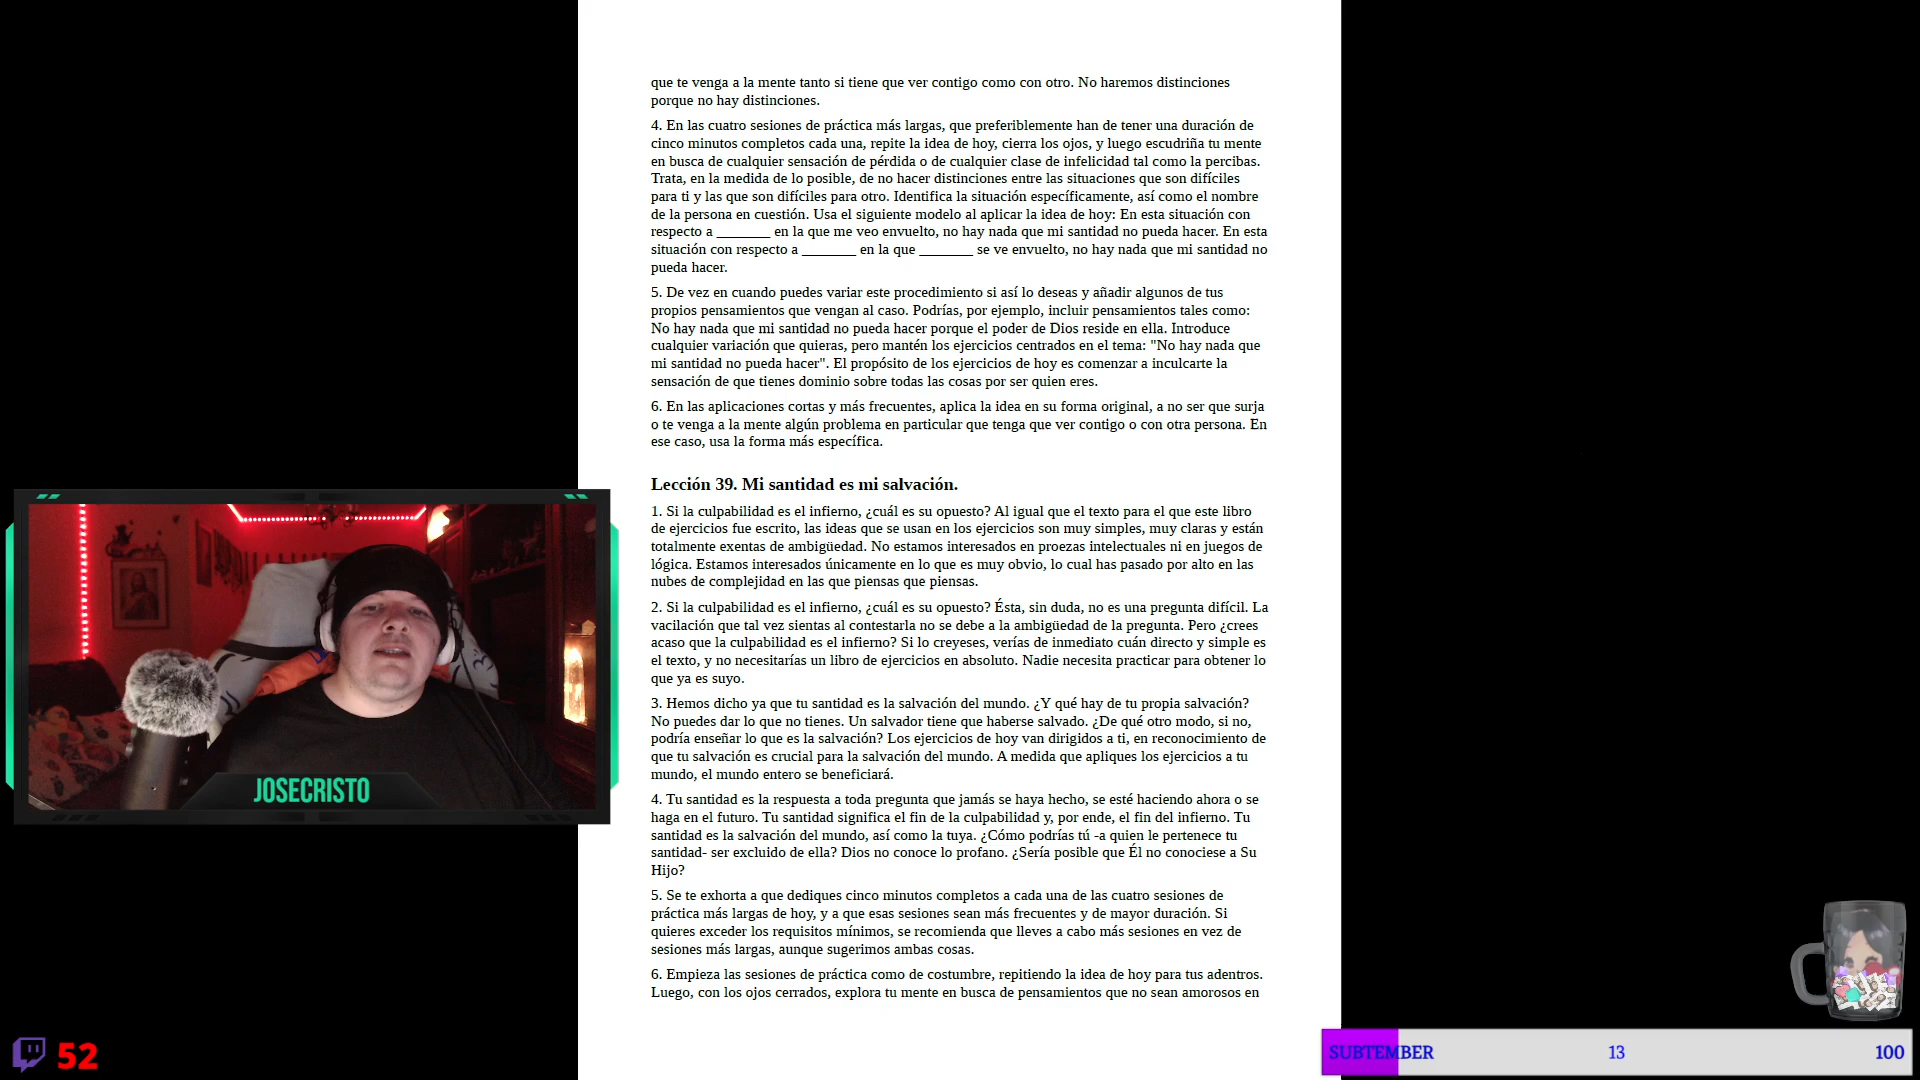 que te venga a la mente tanto si tiene que ver contigo como con otro. No haremos distinciones
porque no hay distinciones.
4. En las cuatro sesiones de práctica más largas, que preferiblemente han de tener una duración de
cinco minutos completos cada una, repite la idea de hoy, cierra los ojos, y luego escudriña tu mente
en busca de cualquier sensación de pérdida o de cualquier clase de infelicidad tal como la percibas.
Trata, en la medida de lo posible, de no hacer distinciones entre las situaciones que son difíciles
para ti y las que son difíciles para otro. Identifica la situación específicamente, así como el nombre
de la persona en cuestión. Usa el siguiente modelo al aplicar la idea de hoy: En esta situación con
respecto a _______ en la que me veo envuelto, no hay nada que mi santidad no pueda hacer. En esta
situación con respecto a _______ en la que _______ se ve envuelto, no hay nada que mi santidad no
pueda hacer.
5. De vez en cuando puedes variar este procedimiento si así lo deseas y añadir algunos de tus
propios pensamientos que vengan al caso. Podrías, por ejemplo, incluir pensamientos tales como:
No hay nada que mi santidad no pueda hacer porque el poder de Dios reside en ella. Introduce
cualquier variación que quieras, pero mantén los ejercicios centrados en el tema: "No hay nada que
mi santidad no pueda hacer". El propósito de los ejercicios de hoy es comenzar a inculcarte la
sensación de que tienes dominio sobre todas las cosas por ser quien eres.
6. En las aplicaciones cortas y más frecuentes, aplica la idea en su forma original, a no ser que surja
o te venga a la mente algún problema en particular que tenga que ver contigo o con otra persona. En
ese caso, usa la forma más específica.
Lección 39. Mi santidad es mi salvación.
1. Si la culpabilidad es el infierno, ¿cuál es su opuesto? Al igual que el texto para el que este libro
de ejercicios fue escrito, las ideas que se usan en los ejercicios son muy simples, muy claras y están
totalmente exentas de ambigüedad. No estamos interesados en proezas intelectuales ni en juegos de
lógica. Estamos interesados únicamente en lo que es muy obvio, lo cual has pasado por alto en las
nubes de complejidad en las que piensas que piensas.
2. Si la culpabilidad es el infierno, ¿cuál es su opuesto? Ésta, sin duda, no es una pregunta difícil. La
vacilación que tal vez sientas al contestarla no se debe a la ambigüedad de la pregunta. Pero ¿crees
acaso que la culpabilidad es el infierno? Si lo creyeses, verías de inmediato cuán directo y simple es
el texto, y no necesitarías un libro de ejercicios en absoluto. Nadie necesita practicar para obtener lo
que ya es suyo.
3. Hemos dicho ya que tu santidad es la salvación del mundo. ¿Y qué hay de tu propia salvación?
No puedes dar lo que no tienes. Un salvador tiene que haberse salvado. ¿De qué otro modo, si no,
podría enseñar lo que es la salvación? Los ejercicios de hoy van dirigidos a ti, en reconocimiento de
que tu salvación es crucial para la salvación del mundo. A medida que apliques los ejercicios a tu
mundo, el mundo entero se beneficiará.
4. Tu santidad es la respuesta a toda pregunta que jamás se haya hecho, se esté haciendo ahora o se
haga en el futuro. Tu santidad significa el fin de la culpabilidad y, por ende, el fin del infierno. Tu
santidad es la salvación del mundo, así como la tuya. ¿Cómo podrías tú -a quien le pertenece tu
santidad- ser excluido de ella? Dios no conoce lo profano. ¿Sería posible que Él no conociese a Su
Hijo?
5. Se te exhorta a que dediques cinco minutos completos a cada una de las cuatro sesiones de
práctica más largas de hoy, y a que esas sesiones sean más frecuentes y de mayor duración. Si
quieres exceder los requisitos mínimos, se recomienda que lleves a cabo más sesiones en vez de
sesiones más largas, aunque sugerimos ambas cosas.
6. Empieza las sesiones de práctica como de costumbre, repitiendo la idea de hoy para tus adentros.
Luego, con los ojos cerrados, explora tu mente en busca de pensamientos que no sean amorosos en
JOSECRISTO
52
SUBTEMBER 13 100